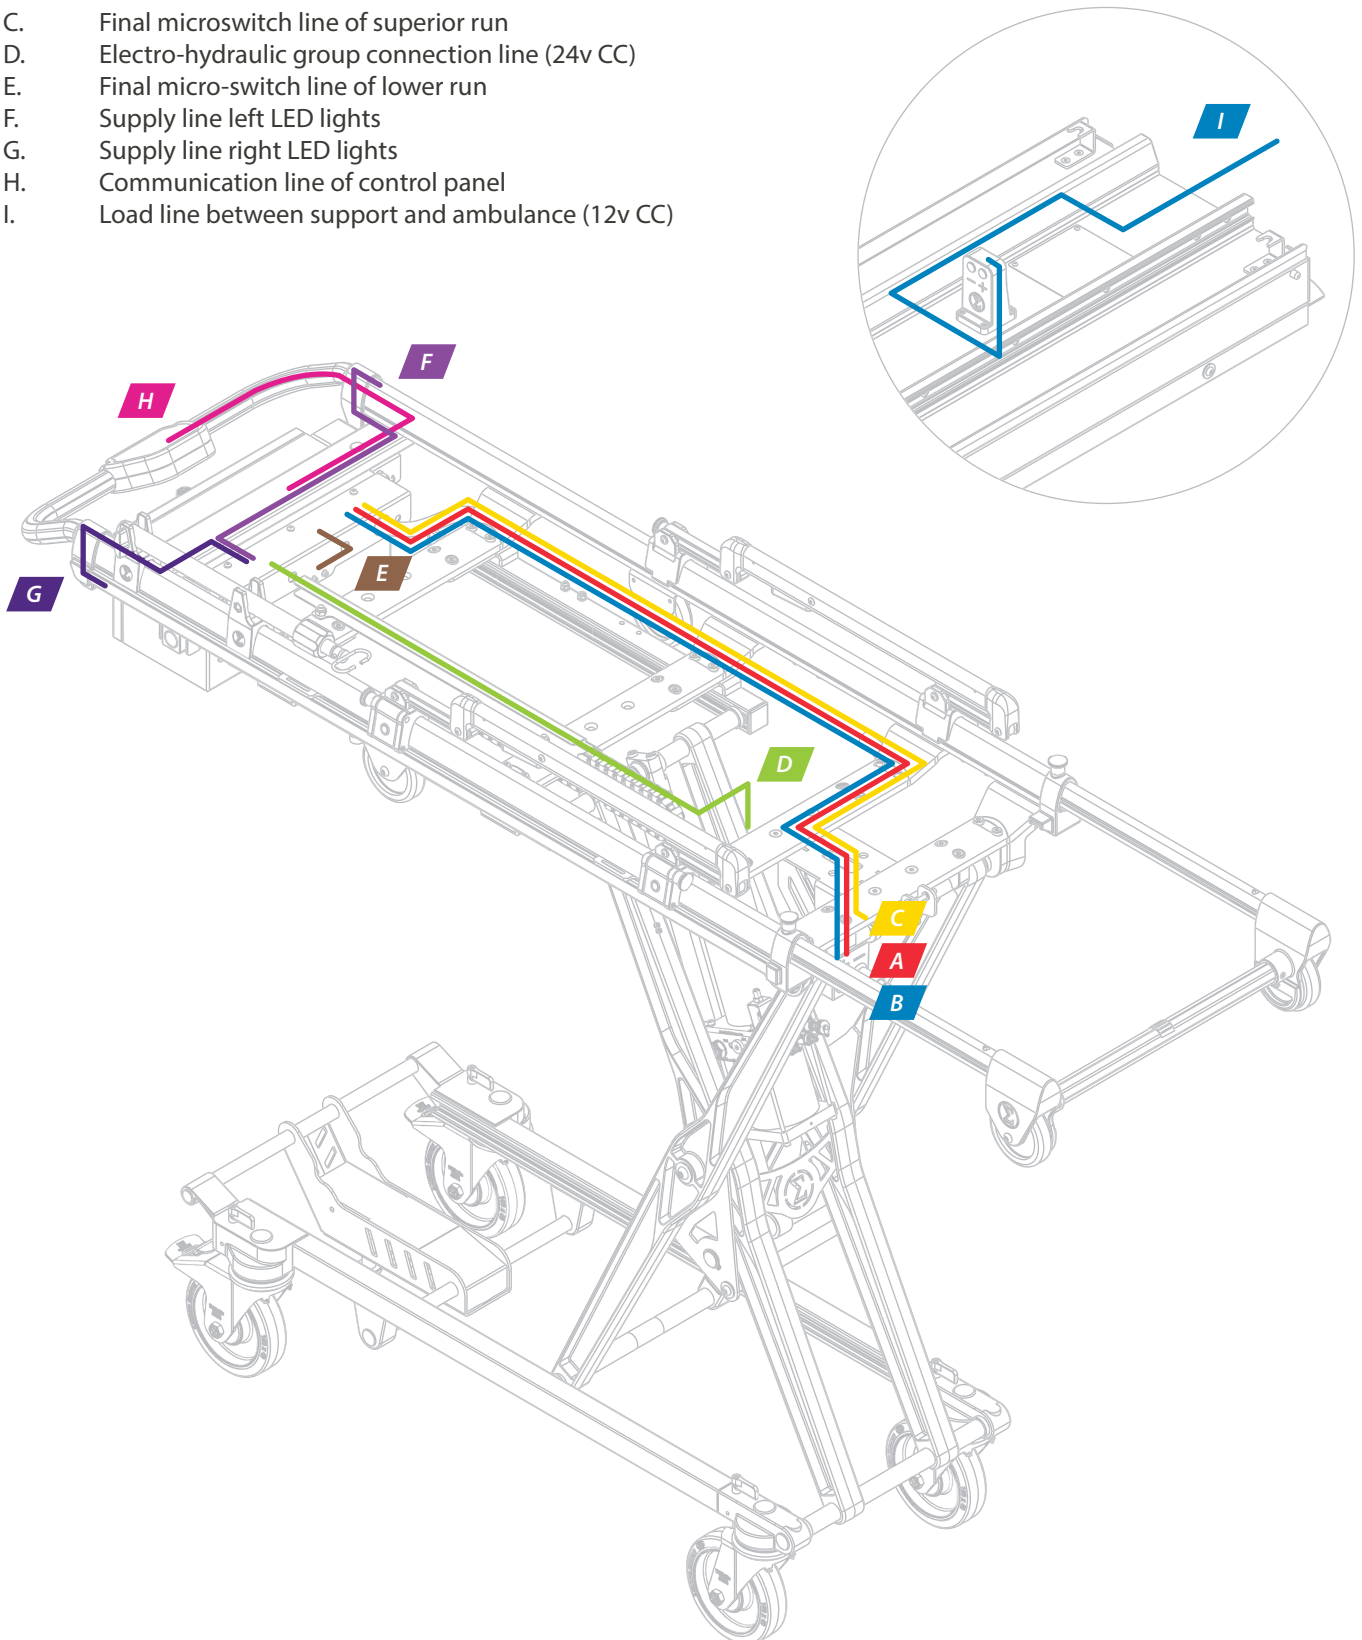 C. Final microswitch line of superior run
D. Electro-hydraulic group connection line (24v CC)
E. Final micro-switch line of lower run
F. Supply line left LED lights
G. Supply line right LED lights
H. Communication line of control panel
I. Load line between support and ambulance (12v CC)
I
F
H
E
G
D
C
A
B